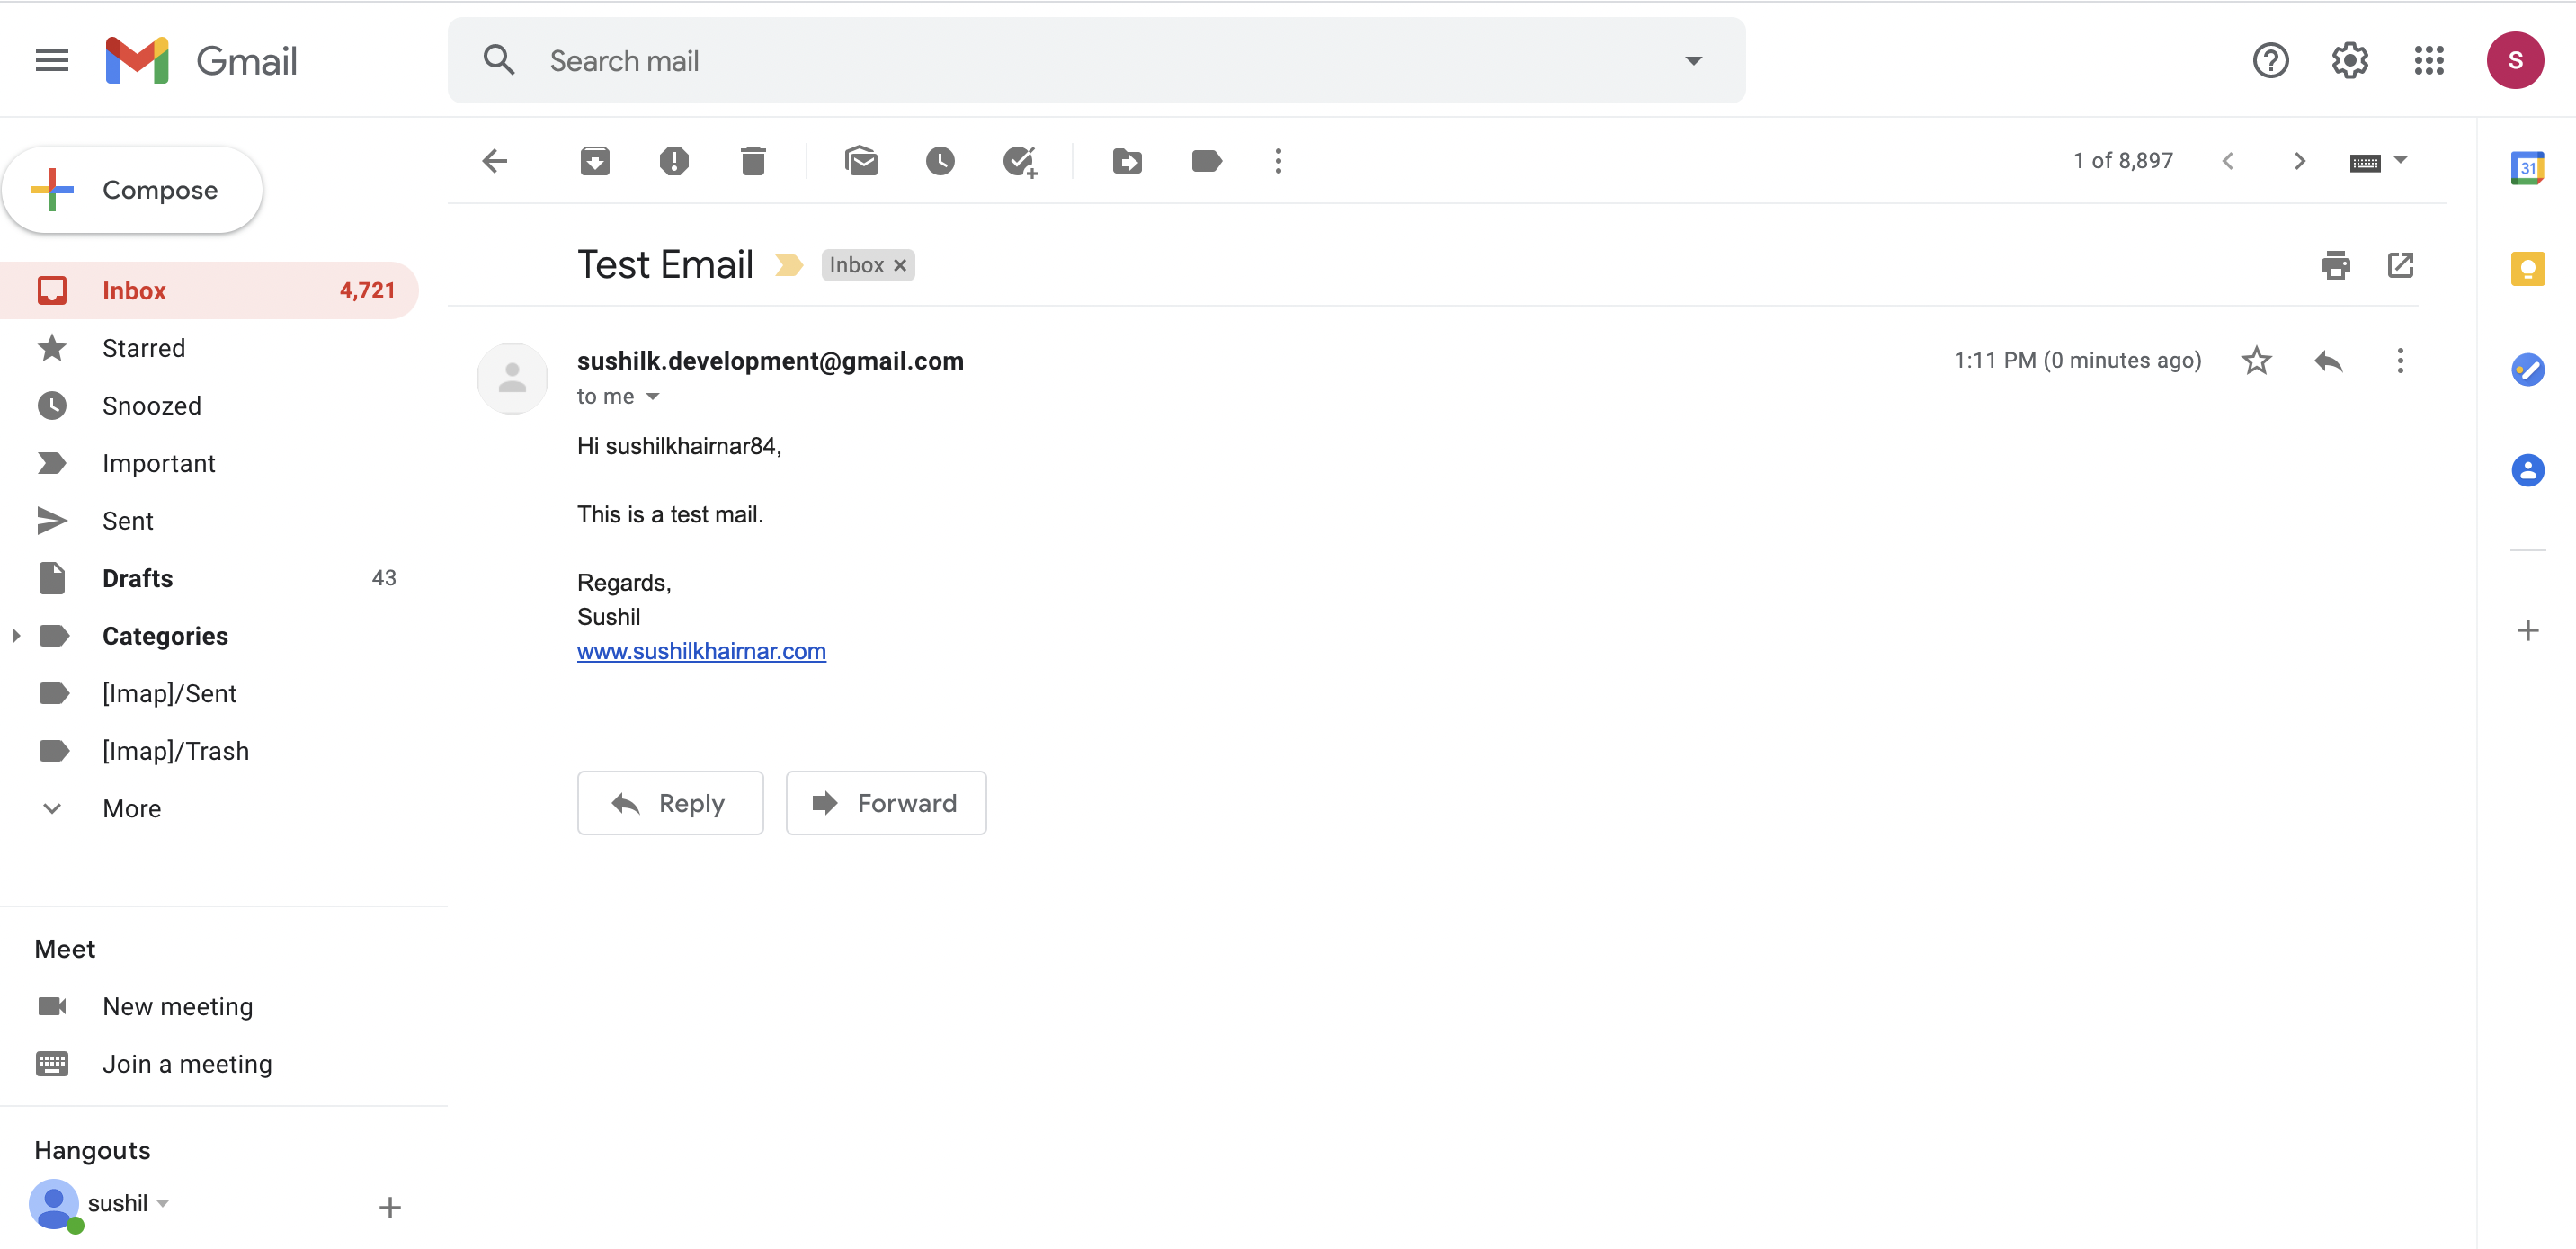 Gmail
Search mail
S
Compose
1 of 8,897
31
Test Email Inbox ×
Inbox 4,721
Starred
Snoozed
Important
Sent
Drafts 43
Categories
[Imap]/Sent
[Imap]/Trash
More
sushilk.development@gmail.com 1:11 PM (0 minutes ago)
to me
Hi sushilkhairnar84,
This is a test mail.
Regards,
Sushil
www.sushilkhairnar.com
Reply Forward
Meet
New meeting
Join a meeting
Hangouts
sushil